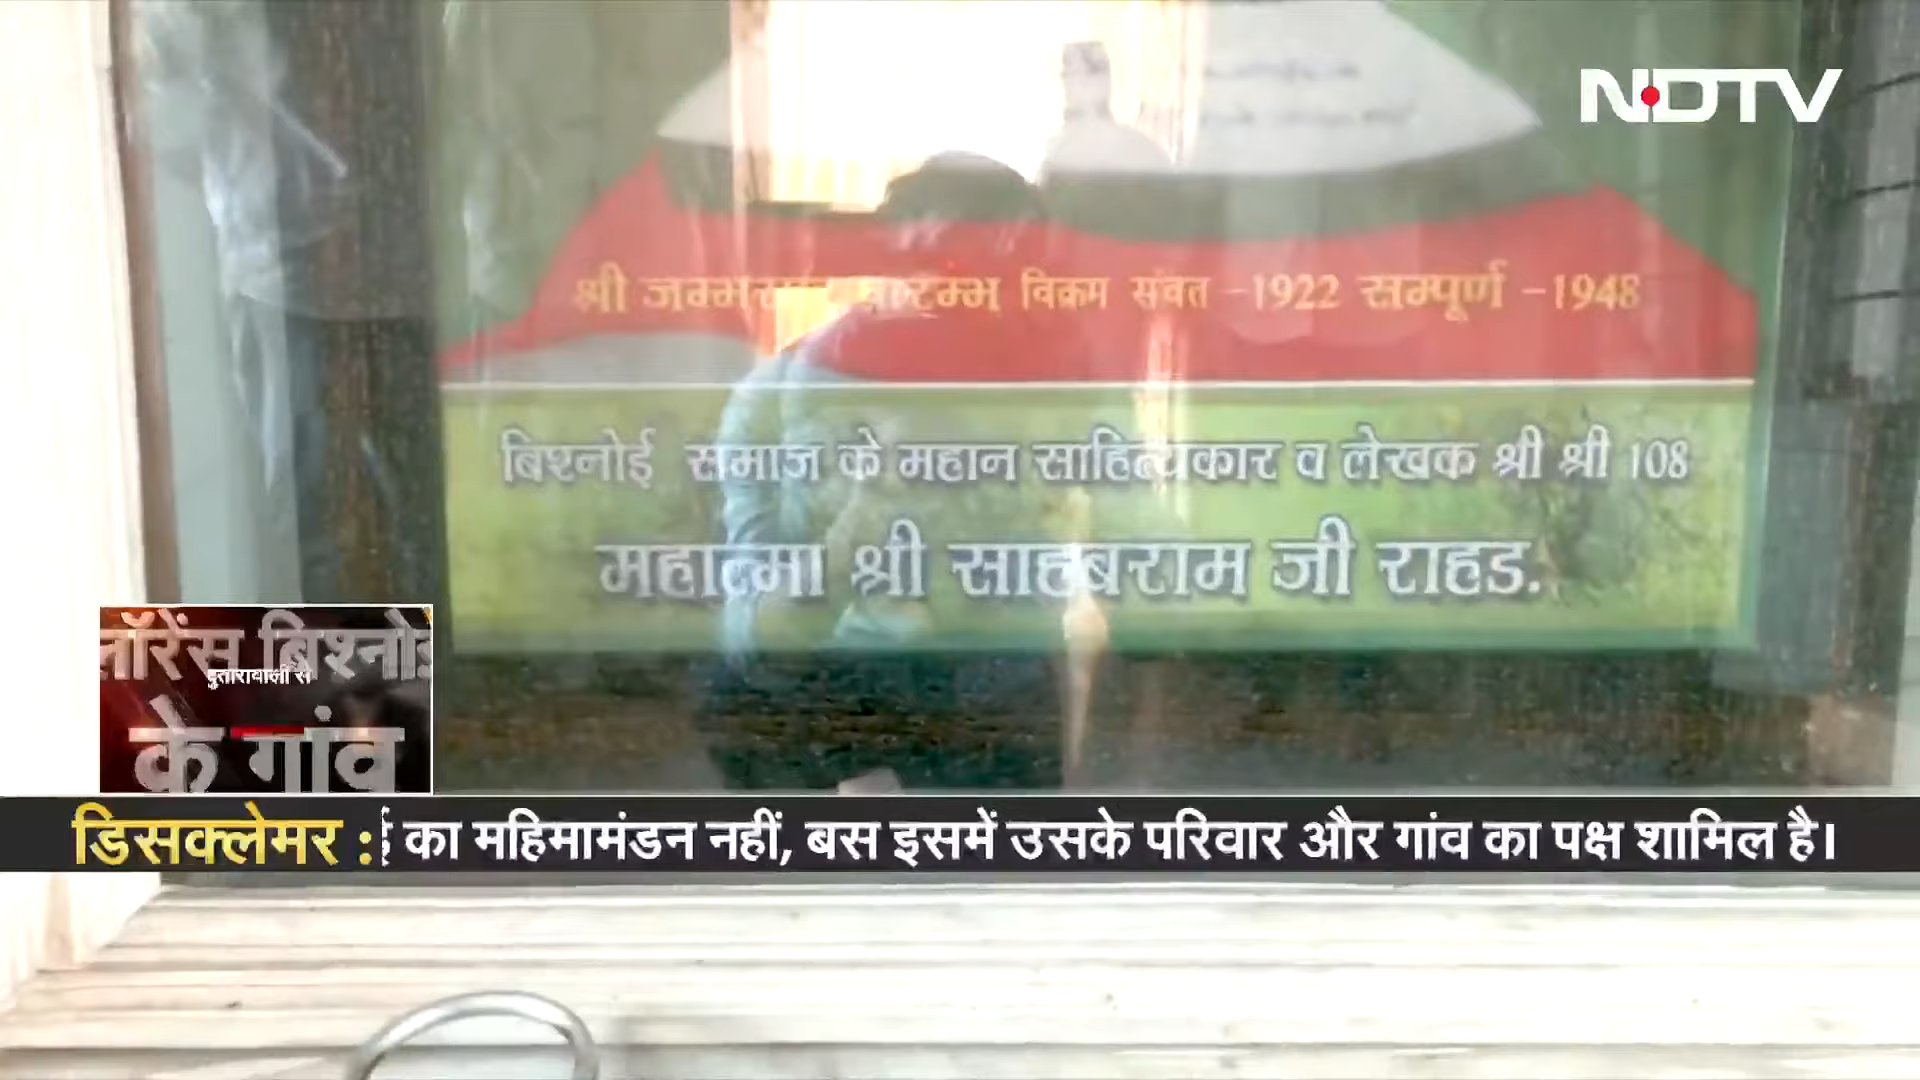 NDTV
श्री विक्रम संवत -1922 सम्पूर्ण -1948
बिश्नोई समाज के महान साहित्यकार व लेखक श्री श्री 108
महात्मा श्री साहबराम जी राहड.
लॉरेंस बिश्नोई
दुतारावाली से
के गांव
डिसक्लेमर : का महिमामंडन नहीं, बस इसमें उसके परिवार और गांव का पक्ष शामिल है।